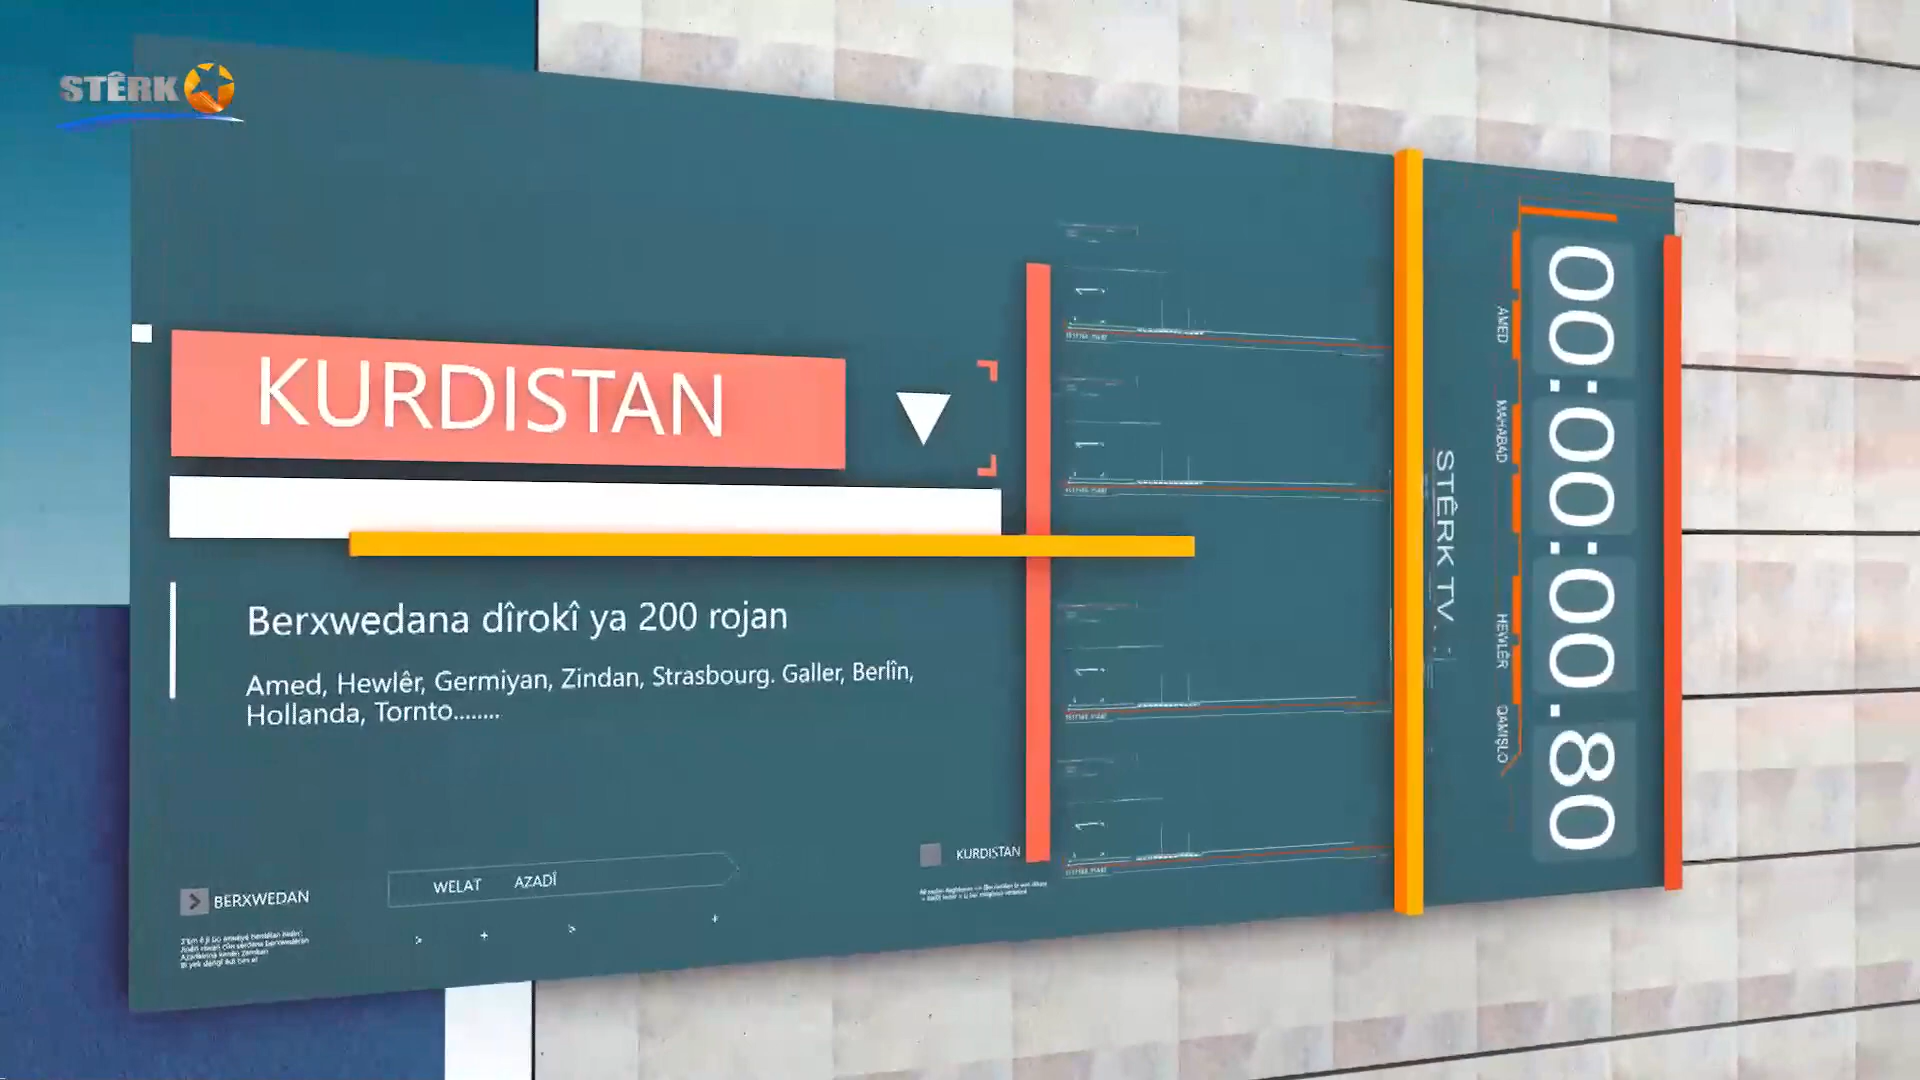 STÊRK
KURDISTAN
Berxwedana dîrokî ya 200 rojan
Amed, Hewlêr, Germiyan, Zindan, Strasbourg. Galler, Berlîn,
Hollanda, Tornto........
BERXWEDAN
WELAT AZADÎ
KURDISTAN
STÊRK TV
AMED
MAHABAD
HEWLÊR
QAMIŞLO
00:00:00.80